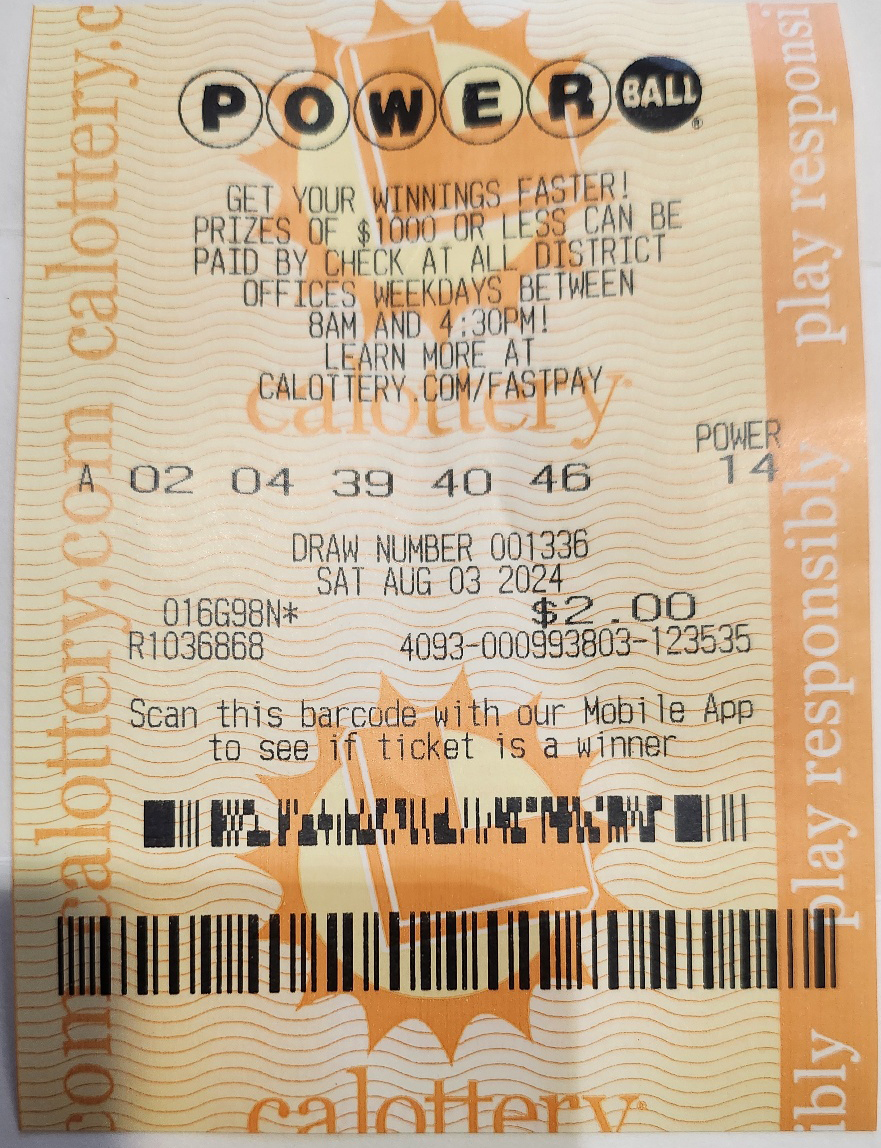 POWERBALL®
GET YOUR WINNINGS FASTER!
PRIZES OF $1000 OR LESS CAN BE
PAID BY CHECK AT ALL DISTRICT
OFFICES WEEKDAYS BETWEEN
8AM AND 4:30PM!
LEARN MORE AT
CALOTTERY.COM/FASTPAY
calottery
POWER
A 02 04 39 40 46 14
DRAW NUMBER 001336
SAT AUG 03 2024
016G98N* $2.00
R1036868 4093-000993803-123535
Scan this barcode with our Mobile App
to see if ticket is a winner
calottery®
com calottery.com calottery.c
ibly play responsibly play responsi